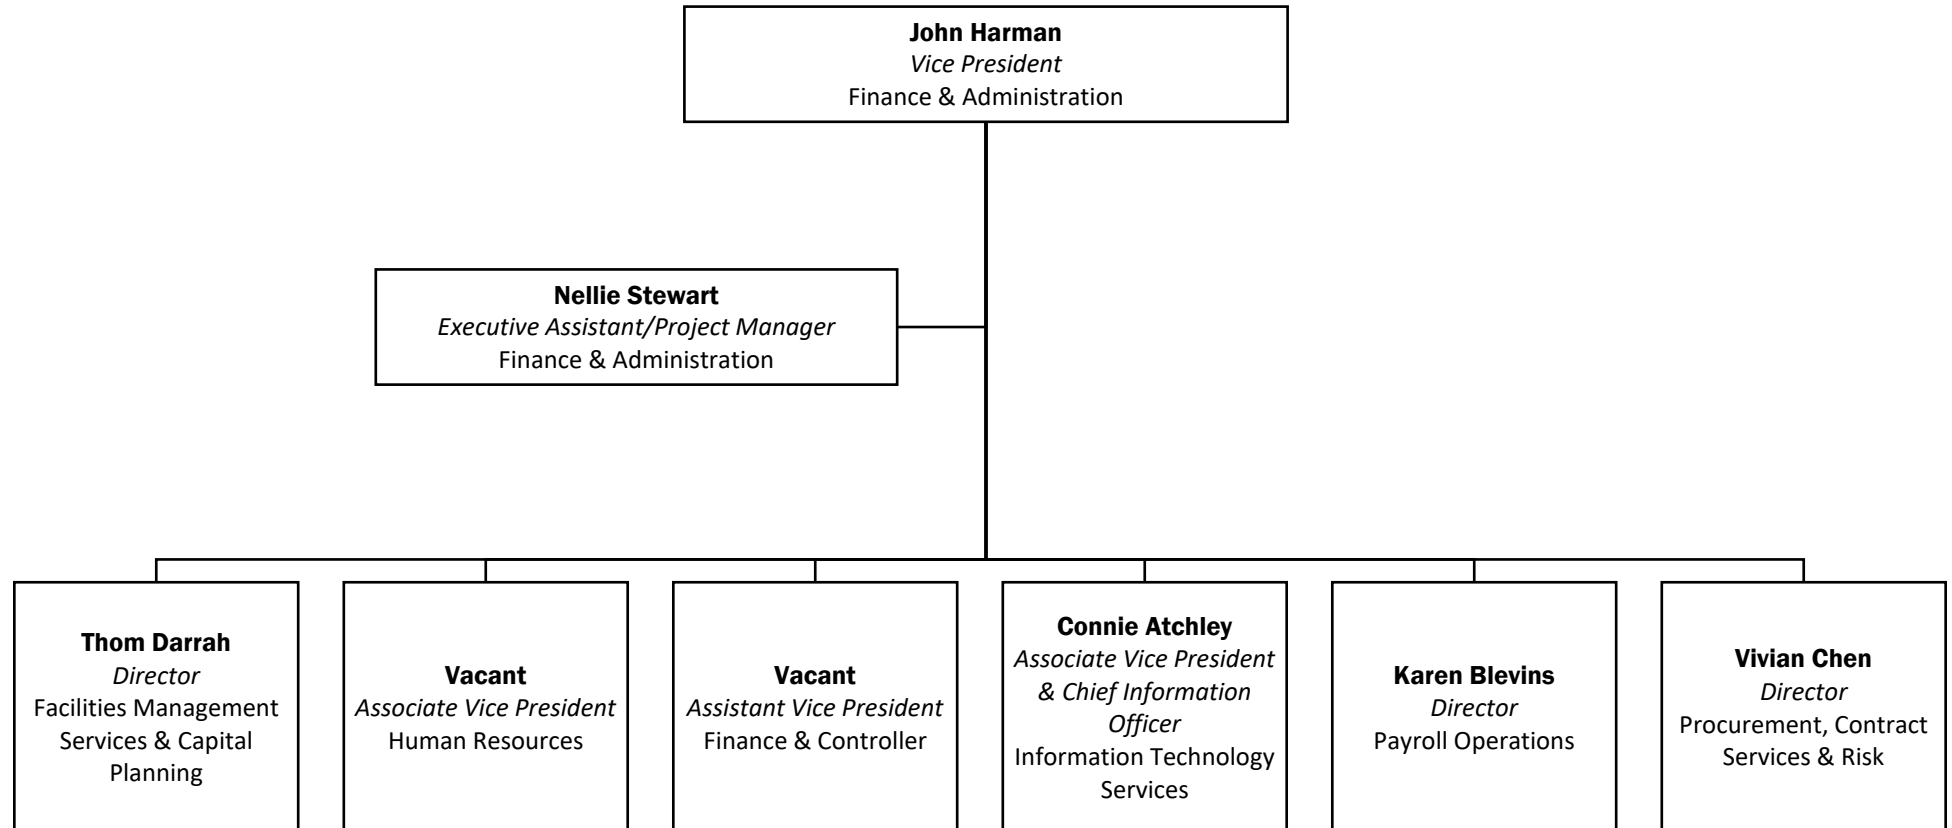 John Harman
Vice President
Finance & Administration
Nellie Stewart
Executive Assistant/Project Manager
Finance & Administration
Thom Darrah
Director
Facilities Management
Services & Capital
Planning
Vacant
Associate Vice President
Human Resources
Vacant
Assistant Vice President
Finance & Controller
Connie Atchley
Associate Vice President
& Chief Information
Officer
Information Technology
Services
Karen Blevins
Director
Payroll Operations
Vivian Chen
Director
Procurement, Contract
Services & Risk